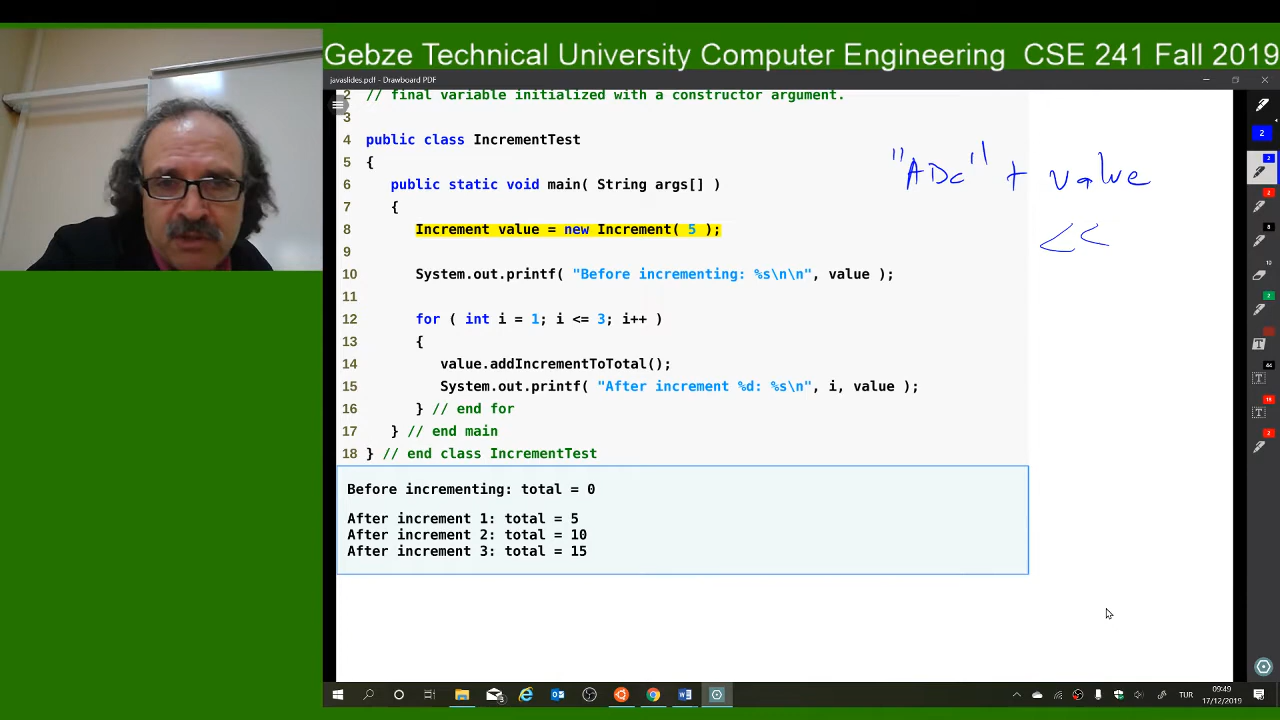 Gebze Technical University Computer Engineering CSE 241 Fall 2019
javaslides.pdf - Drawboard PDF
2 // final variable initialized with a constructor argument.
3
4 public class IncrementTest
5 {
6 public static void main( String args[] )
7 {
8 Increment value = new Increment( 5 );
9
10 System.out.printf( "Before incrementing: %s\n\n", value );
11
12 for ( int i = 1; i <= 3; i++ )
13 {
14 value.addIncrementToTotal();
15 System.out.printf( "After increment %d: %s\n", i, value );
16 } // end for
17 } // end main
18 } // end class IncrementTest
Before incrementing: total = 0
After increment 1: total = 5
After increment 2: total = 10
After increment 3: total = 15
"ADc" + value
<<
TUR
09:49
17/12/2019